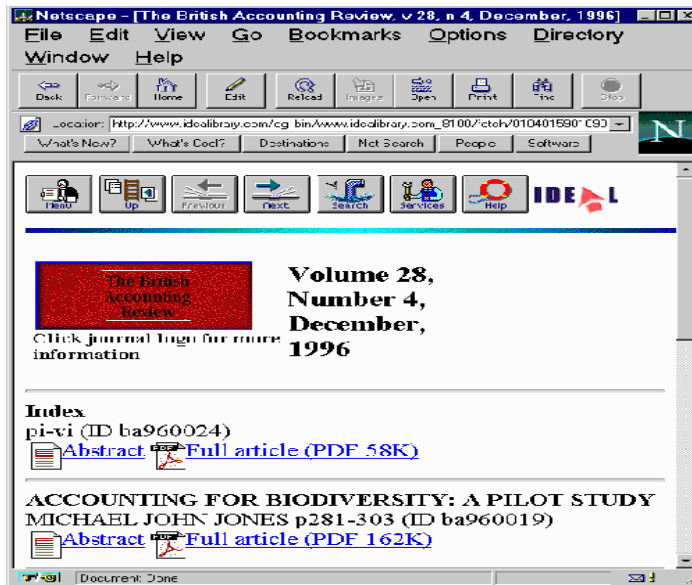 Netscape - [The British Accounting Review, v 28, n 4, December, 1996]
File Edit View Go Bookmarks Options Directory
Window Help
Back Forward Home Edit Reload Images Open Print Find Stop
Location:
What's New? What's Cool? Destinations Net Search People Software
Menu Up Previous Next Search Services Help IDEAL
The British
Accounting
Review
Click journal logo for more
information
Volume 28,
Number 4,
December,
1996
Index
pi-vi (ID ba960024)
Abstract Full article (PDF 58K)
ACCOUNTING FOR BIODIVERSITY: A PILOT STUDY
MICHAEL JOHN JONES p281-303 (ID ba960019)
Abstract Full article (PDF 162K)
Document: Done